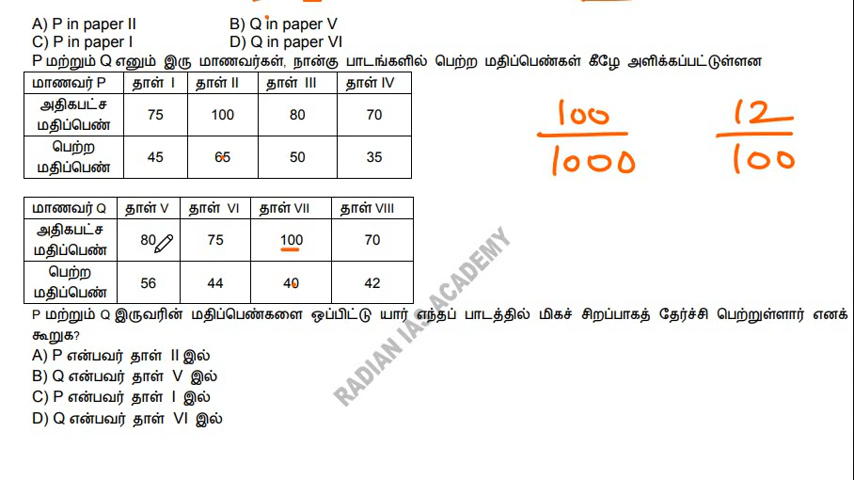 A) P in paper II B) Q in paper V
C) P in paper I D) Q in paper VI
P மற்றும் Q எனும் இரு மாணவர்கள், நான்கு பாடங்களில் பெற்ற மதிப்பெண்கள் கீழே அளிக்கப்பட்டுள்ளன
மாணவர் P தாள் I தாள் II தாள் III தாள் IV
அதிகபட்ச மதிப்பெண் 75 100 80 70
பெற்ற மதிப்பெண் 45 65 50 35
100 12
1000 100
மாணவர் Q தாள் V தாள் VI தாள் VII தாள் VIII
அதிகபட்ச மதிப்பெண் 80 75 100 70
பெற்ற மதிப்பெண் 56 44 40 42
P மற்றும் Q இருவரின் மதிப்பெண்களை ஒப்பிட்டு யார் எந்தப் பாடத்தில் மிகச் சிறப்பாகத் தேர்ச்சி பெற்றுள்ளார் எனக்
கூறுக?
A) P என்பவர் தாள் II இல்
B) Q என்பவர் தாள் V இல்
C) P என்பவர் தாள் I இல்
D) Q என்பவர் தாள் VI இல்
RADIAN IAS ACADEMY